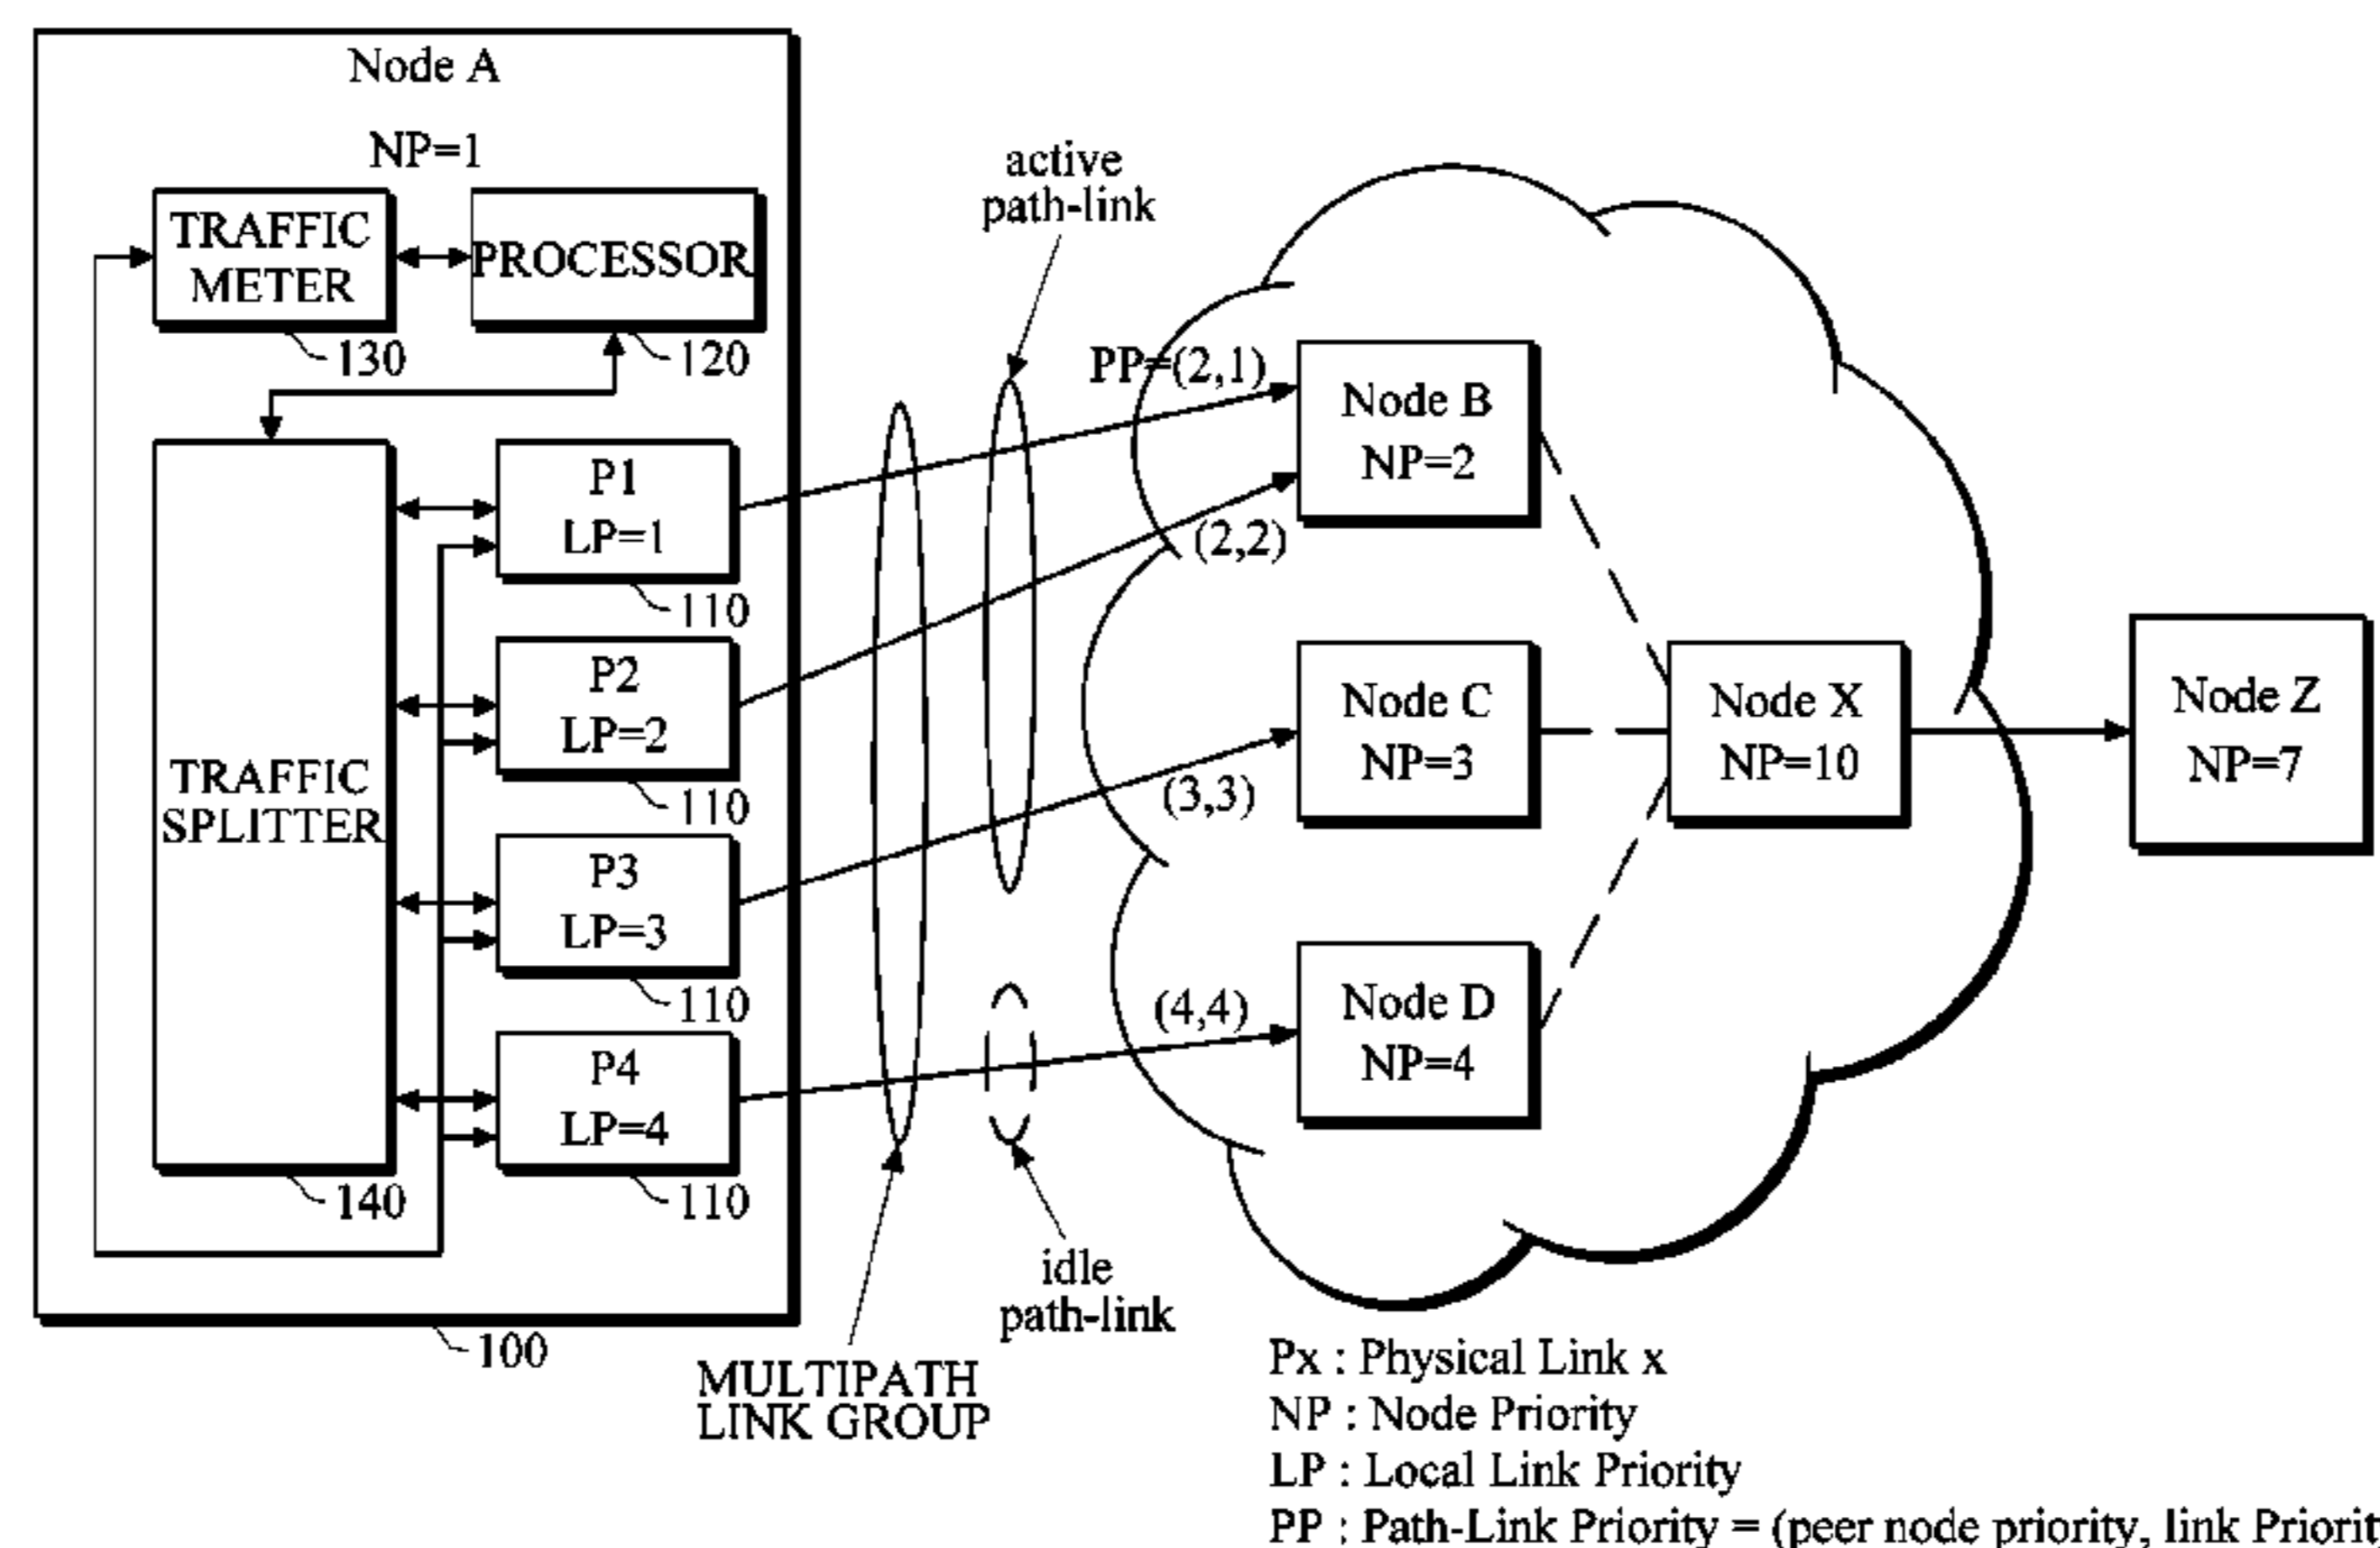 Node A
NP=1
TRAFFIC
METER
130
PROCESSOR
120
TRAFFIC
SPLITTER
140
P1
LP=1
110
P2
LP=2
110
P3
LP=3
110
P4
LP=4
110
100
active
path-link
MULTIPATH
LINK GROUP
idle
path-link
PP=(2,1)
(2,2)
(3,3)
(4,4)
Node B
NP=2
Node C
NP=3
Node D
NP=4
Node X
NP=10
Node Z
NP=7
Px : Physical Link x
NP : Node Priority
LP : Local Link Priority
PP : Path-Link Priority = (peer node priority, link Priorit